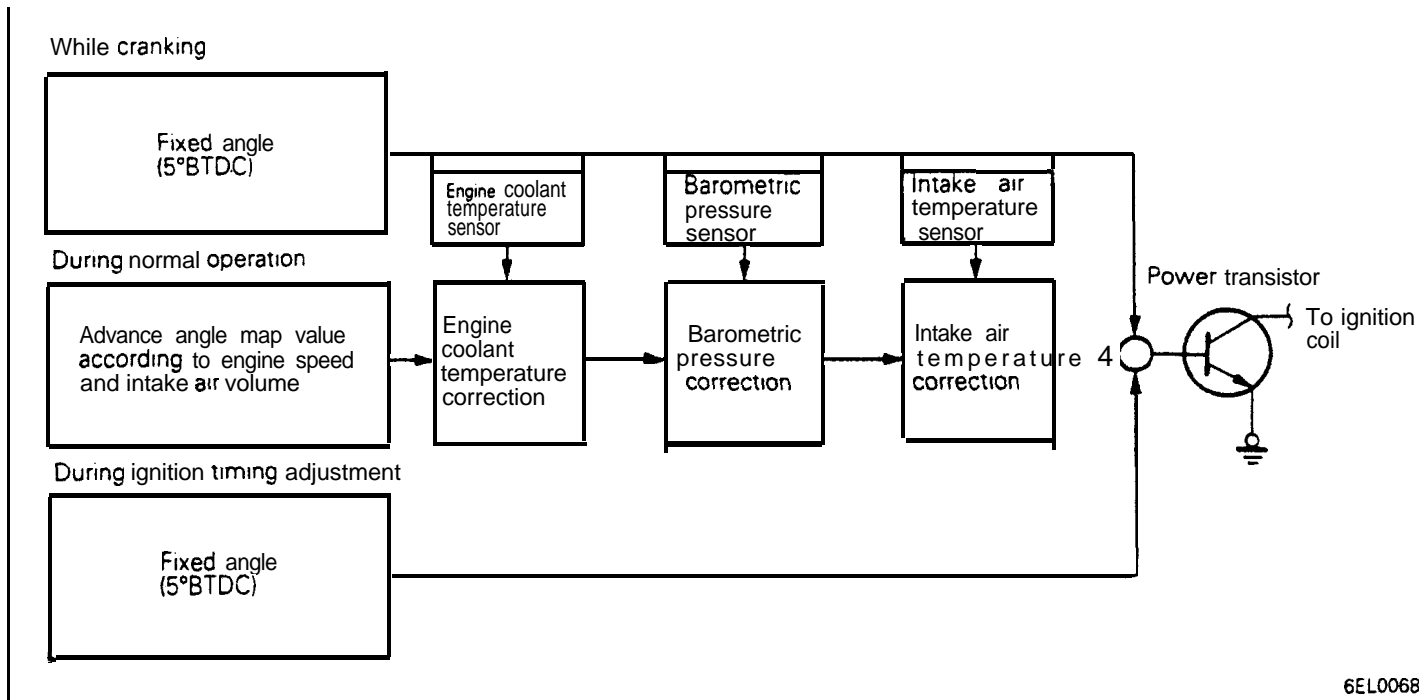 While cranking
Fixed angle
(5°BTDC)
Engine coolant
temperature
sensor
Barometric
pressure
sensor
Intake air
temperature
sensor
During normal operation
Advance angle map value
according to engine speed
and intake air volume
Engine
coolant
temperature
correction
Barometric
pressure
correction
Intake air
temperature 4
correction
Power transistor
To ignition
coil
During ignition timing adjustment
Fixed angle
(5°BTDC)
6EL0068